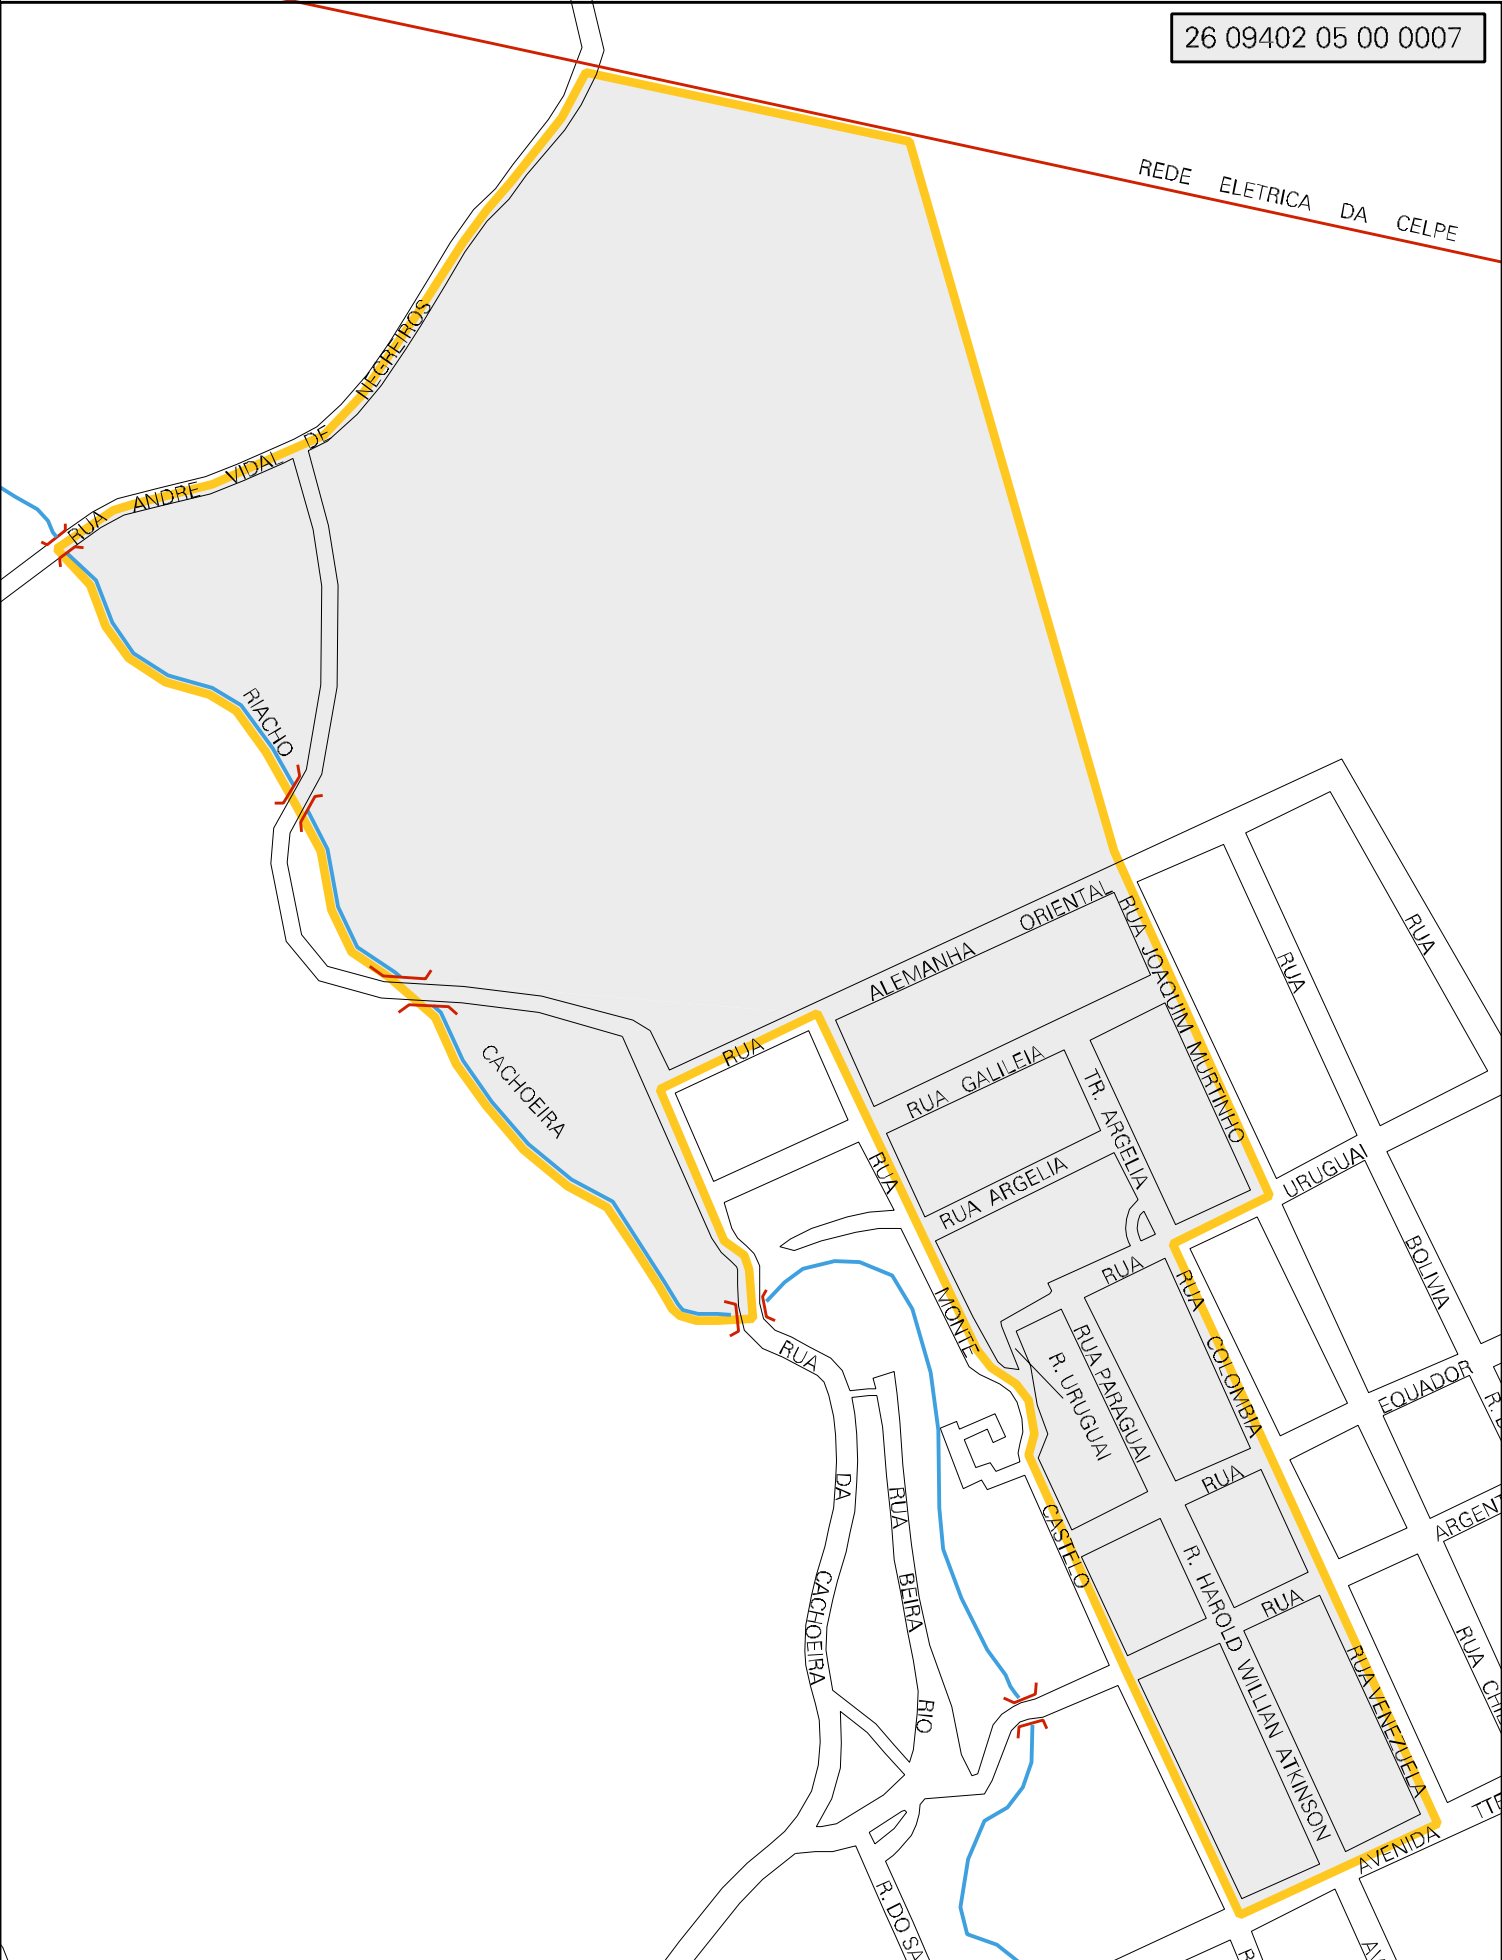 26 09402 05 00 0007
REDE ELETRICA DA CELPE
RUA ANDRE VIDAL DE NEGREIROS
RIACHO
CACHOEIRA
RUA
ALEMANHA ORIENTAL
RUA JOAQUIM MURTINHO
RUA
RUA
RUA GALILEIA
TR. ARGELIA
RUA ARGELIA
URUGUAI
RUA
MONTE
CASTELO
RUA
BOLIVIA
RUA
COLOMBIA
RUA PARAGUAI
R. URUGUAI
EQUADOR
RUA
DA
CACHOEIRA
RUA
BEIRA
RIO
RUA
ARGENT
R. HAROLD WILLIAN ATKINSON
RUA
RUA VENEZUELA
RUA CHI
AVENIDA
TTE
R. DO SA